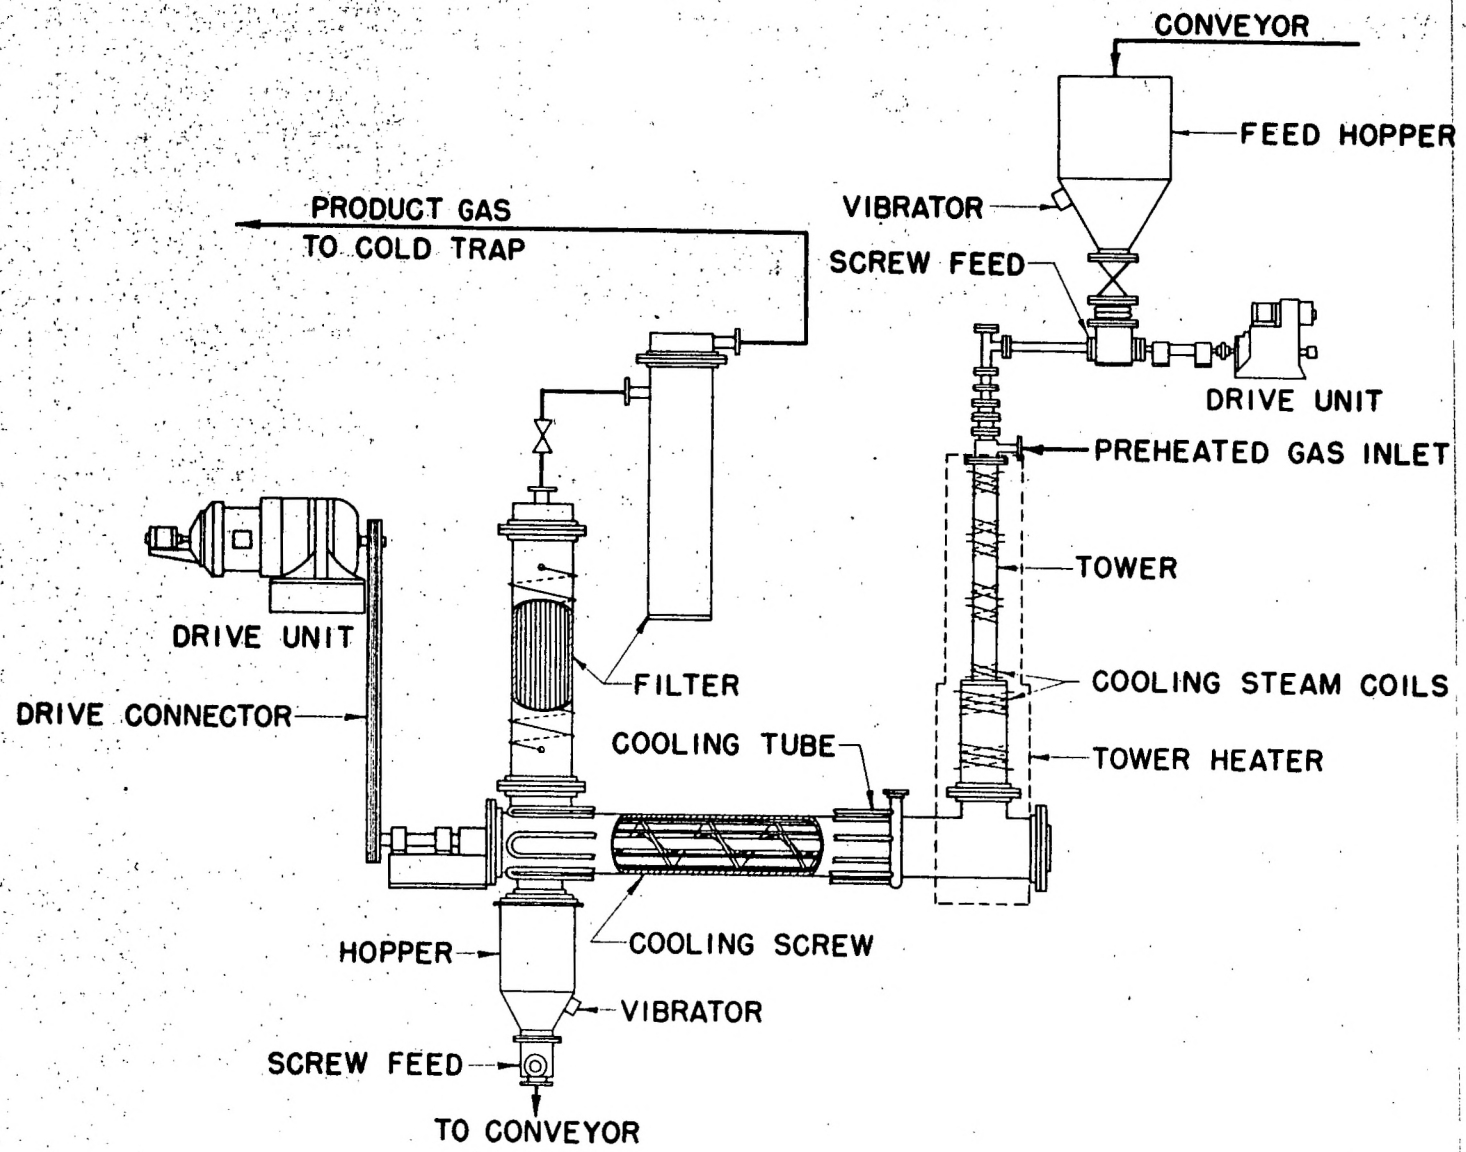 CONVEYOR
FEED HOPPER
VIBRATOR
PRODUCT GAS
TO COLD TRAP
SCREW FEED
DRIVE UNIT
PREHEATED GAS INLET
TOWER
DRIVE UNIT
FILTER
COOLING STEAM COILS
DRIVE CONNECTOR
COOLING TUBE
TOWER HEATER
COOLING SCREW
HOPPER
VIBRATOR
SCREW FEED
TO CONVEYOR